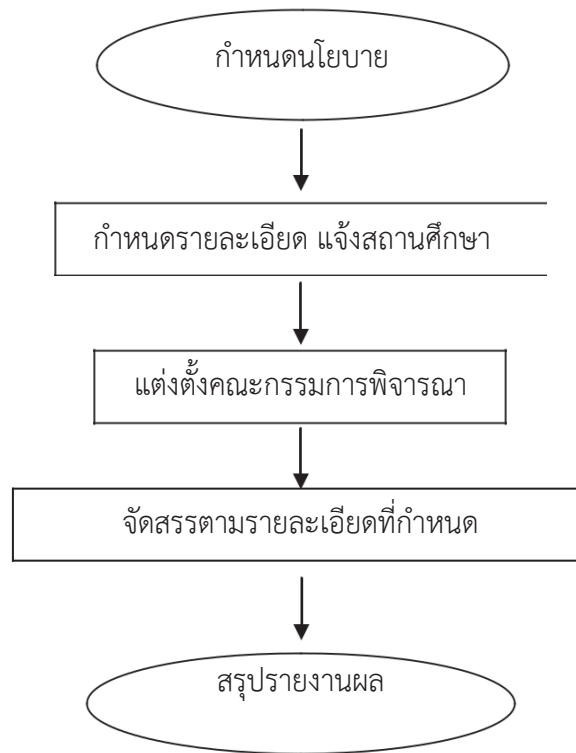 กำหนดนโยบาย
กำหนดรายละเอียด แจ้งสถานศึกษา
แต่งตั้งคณะกรรมการพิจารณา
จัดสรรตามรายละเอียดที่กำหนด
สรุปรายงานผล